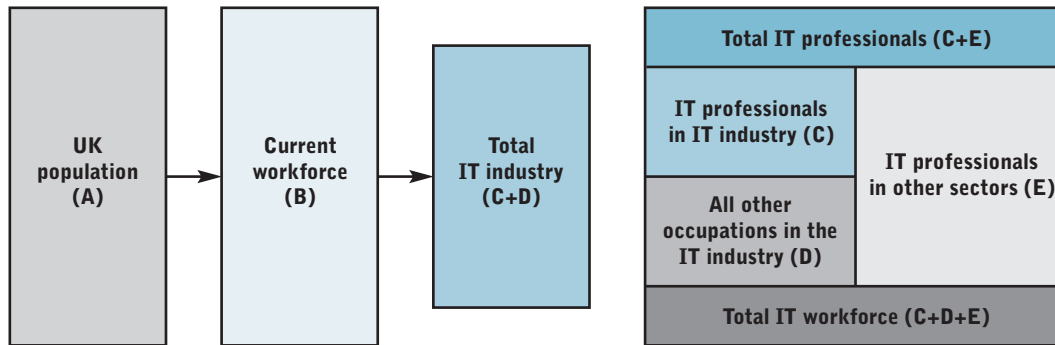 UK
population
(A)
Current
workforce
(B)
Total
IT industry
(C+D)
Total IT professionals (C+E)
IT professionals
in IT industry (C)
IT professionals
in other sectors (E)
All other
occupations in the
IT industry (D)
Total IT workforce (C+D+E)